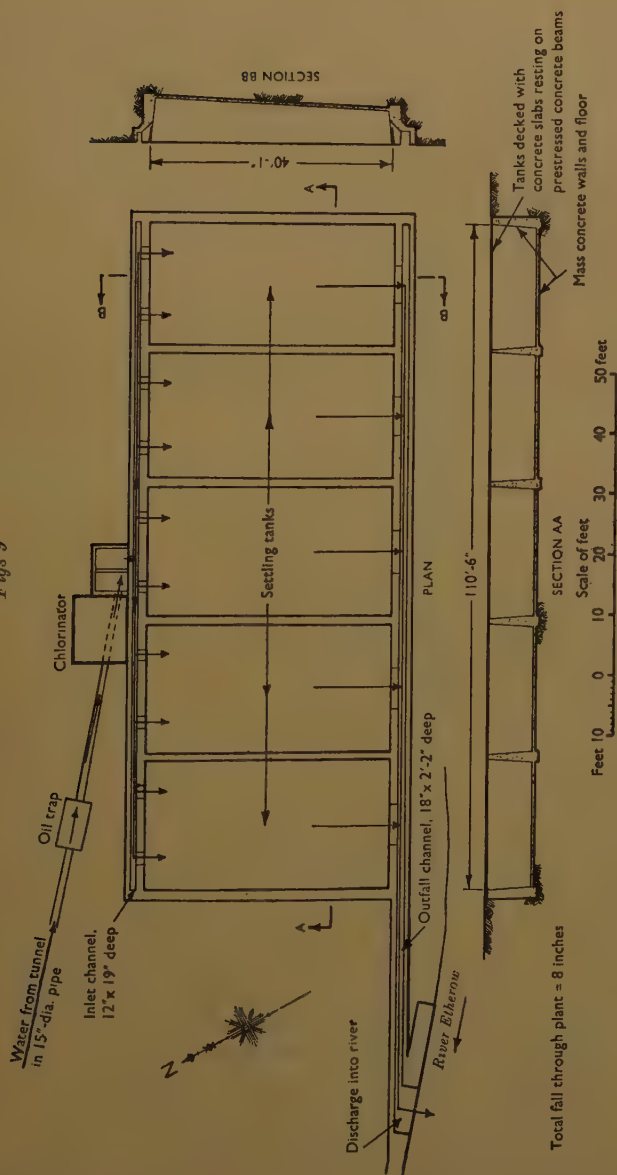 Figs 9
Water from tunnel
in 15"-dia. pipe
Oil trap
Chlorinator
Inlet channel,
12" x 19" deep
N
A
A
B
B
40'-1"
SECTION BB
Settling tanks
PLAN
Outfall channel, 18" x 2'-2" deep
Discharge into river
River Etherow
Tanks decked with
concrete slabs resting on
prestressed concrete beams
110'-6"
Mass concrete walls and floor
SECTION AA
Scale of feet
Feet 10 0 10 20 30 40 50 feet
Total fall through plant = 8 inches